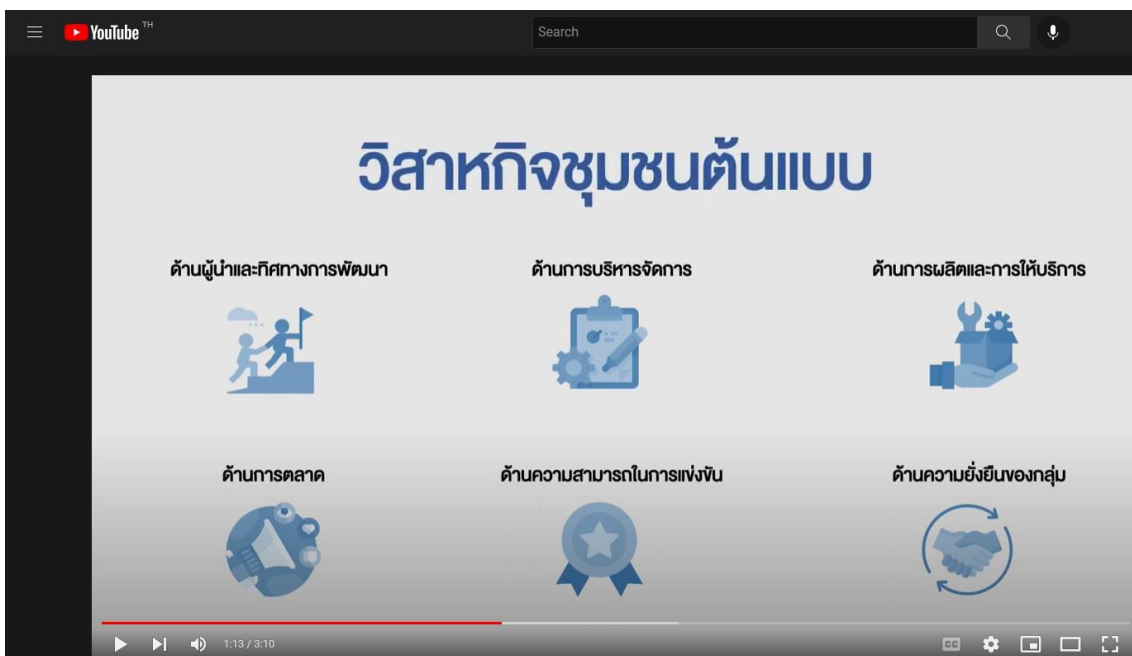 YouTube TH
Search
วิสาหกิจชุมชนต้นแบบ
ด้านผู้นำและทิศทางการพัฒนา
ด้านการบริหารจัดการ
ด้านการผลิตและการให้บริการ
ด้านการตลาด
ด้านความสามารถในการแข่งขัน
ด้านความยั่งยืนของกลุ่ม
1:13 / 3:10
CC